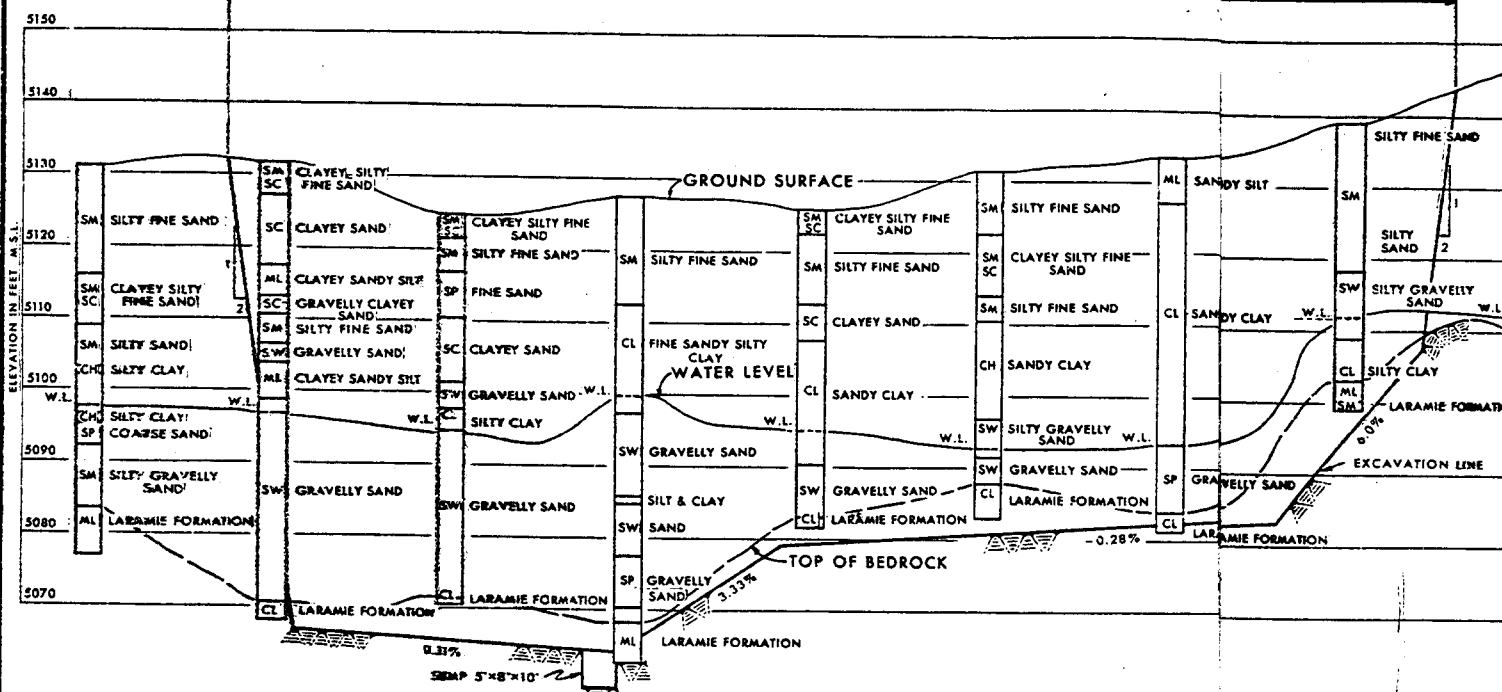 ELEVATION IN FEET M.S.L.
5150
5140
5130
5120
5110
5100
5090
5080
5070
W.L.
SM
SILTY FINE SAND
SM
SC
CLAYEY SILTY
FINE SAND
SM
SILTY SAND
CH
SILTY CLAY
CH
SILTY CLAY
SP
COARSE SAND
SM
SILTY GRAVELLY
SAND
ML
LARAMIE FORMATION
1
2
W.L.
SM
SC
CLAYEY SILTY
FINE SAND
SC
CLAYEY SAND
ML
CLAYEY SANDY SILT
SC
GRAVELLY CLAYEY
SAND
SM
SILTY FINE SAND
SW
GRAVELLY SAND
ML
CLAYEY SANDY SILT
SW
GRAVELLY SAND
CL
LARAMIE FORMATION
W.L.
SM
CLAYEY SILTY FINE
SAND
SM
SILTY FINE SAND
SP
FINE SAND
SC
CLAYEY SAND
SW
GRAVELLY SAND
CL
SILTY CLAY
SW
GRAVELLY SAND
CL
LARAMIE FORMATION
W.L.
GROUND SURFACE
SM
SILTY FINE SAND
CL
FINE SANDY SILTY
CLAY
WATER LEVEL
SW
GRAVELLY SAND
SILT & CLAY
SW
SAND
SP
GRAVELLY
SAND
ML
LARAMIE FORMATION
SUMP 5'×8'×10'
3.33%
TOP OF BEDROCK
W.L.
SM
SC
CLAYEY SILTY FINE
SAND
SM
SILTY FINE SAND
SC
CLAYEY SAND
CL
SANDY CLAY
SW
GRAVELLY SAND
CL
LARAMIE FORMATION
W.L.
SM
SILTY FINE SAND
SM
SC
CLAYEY SILTY FINE
SAND
SM
SILTY FINE SAND
CH
SANDY CLAY
SW
SILTY GRAVELLY
SAND
SW
GRAVELLY SAND
CL
LARAMIE FORMATION
W.L.
-0.28%
ML
SANDY SILT
CL
SANDY CLAY
SP
GRAVELLY SAND
CL
LARAMIE FORMATION
W.L.
SM
SILTY FINE SAND
SILTY
SAND
SW
SILTY GRAVELLY
SAND
CL
SILTY CLAY
ML
SM
LARAMIE FORMATI
1
2
W.L.
6.0%
EXCAVATION LINE